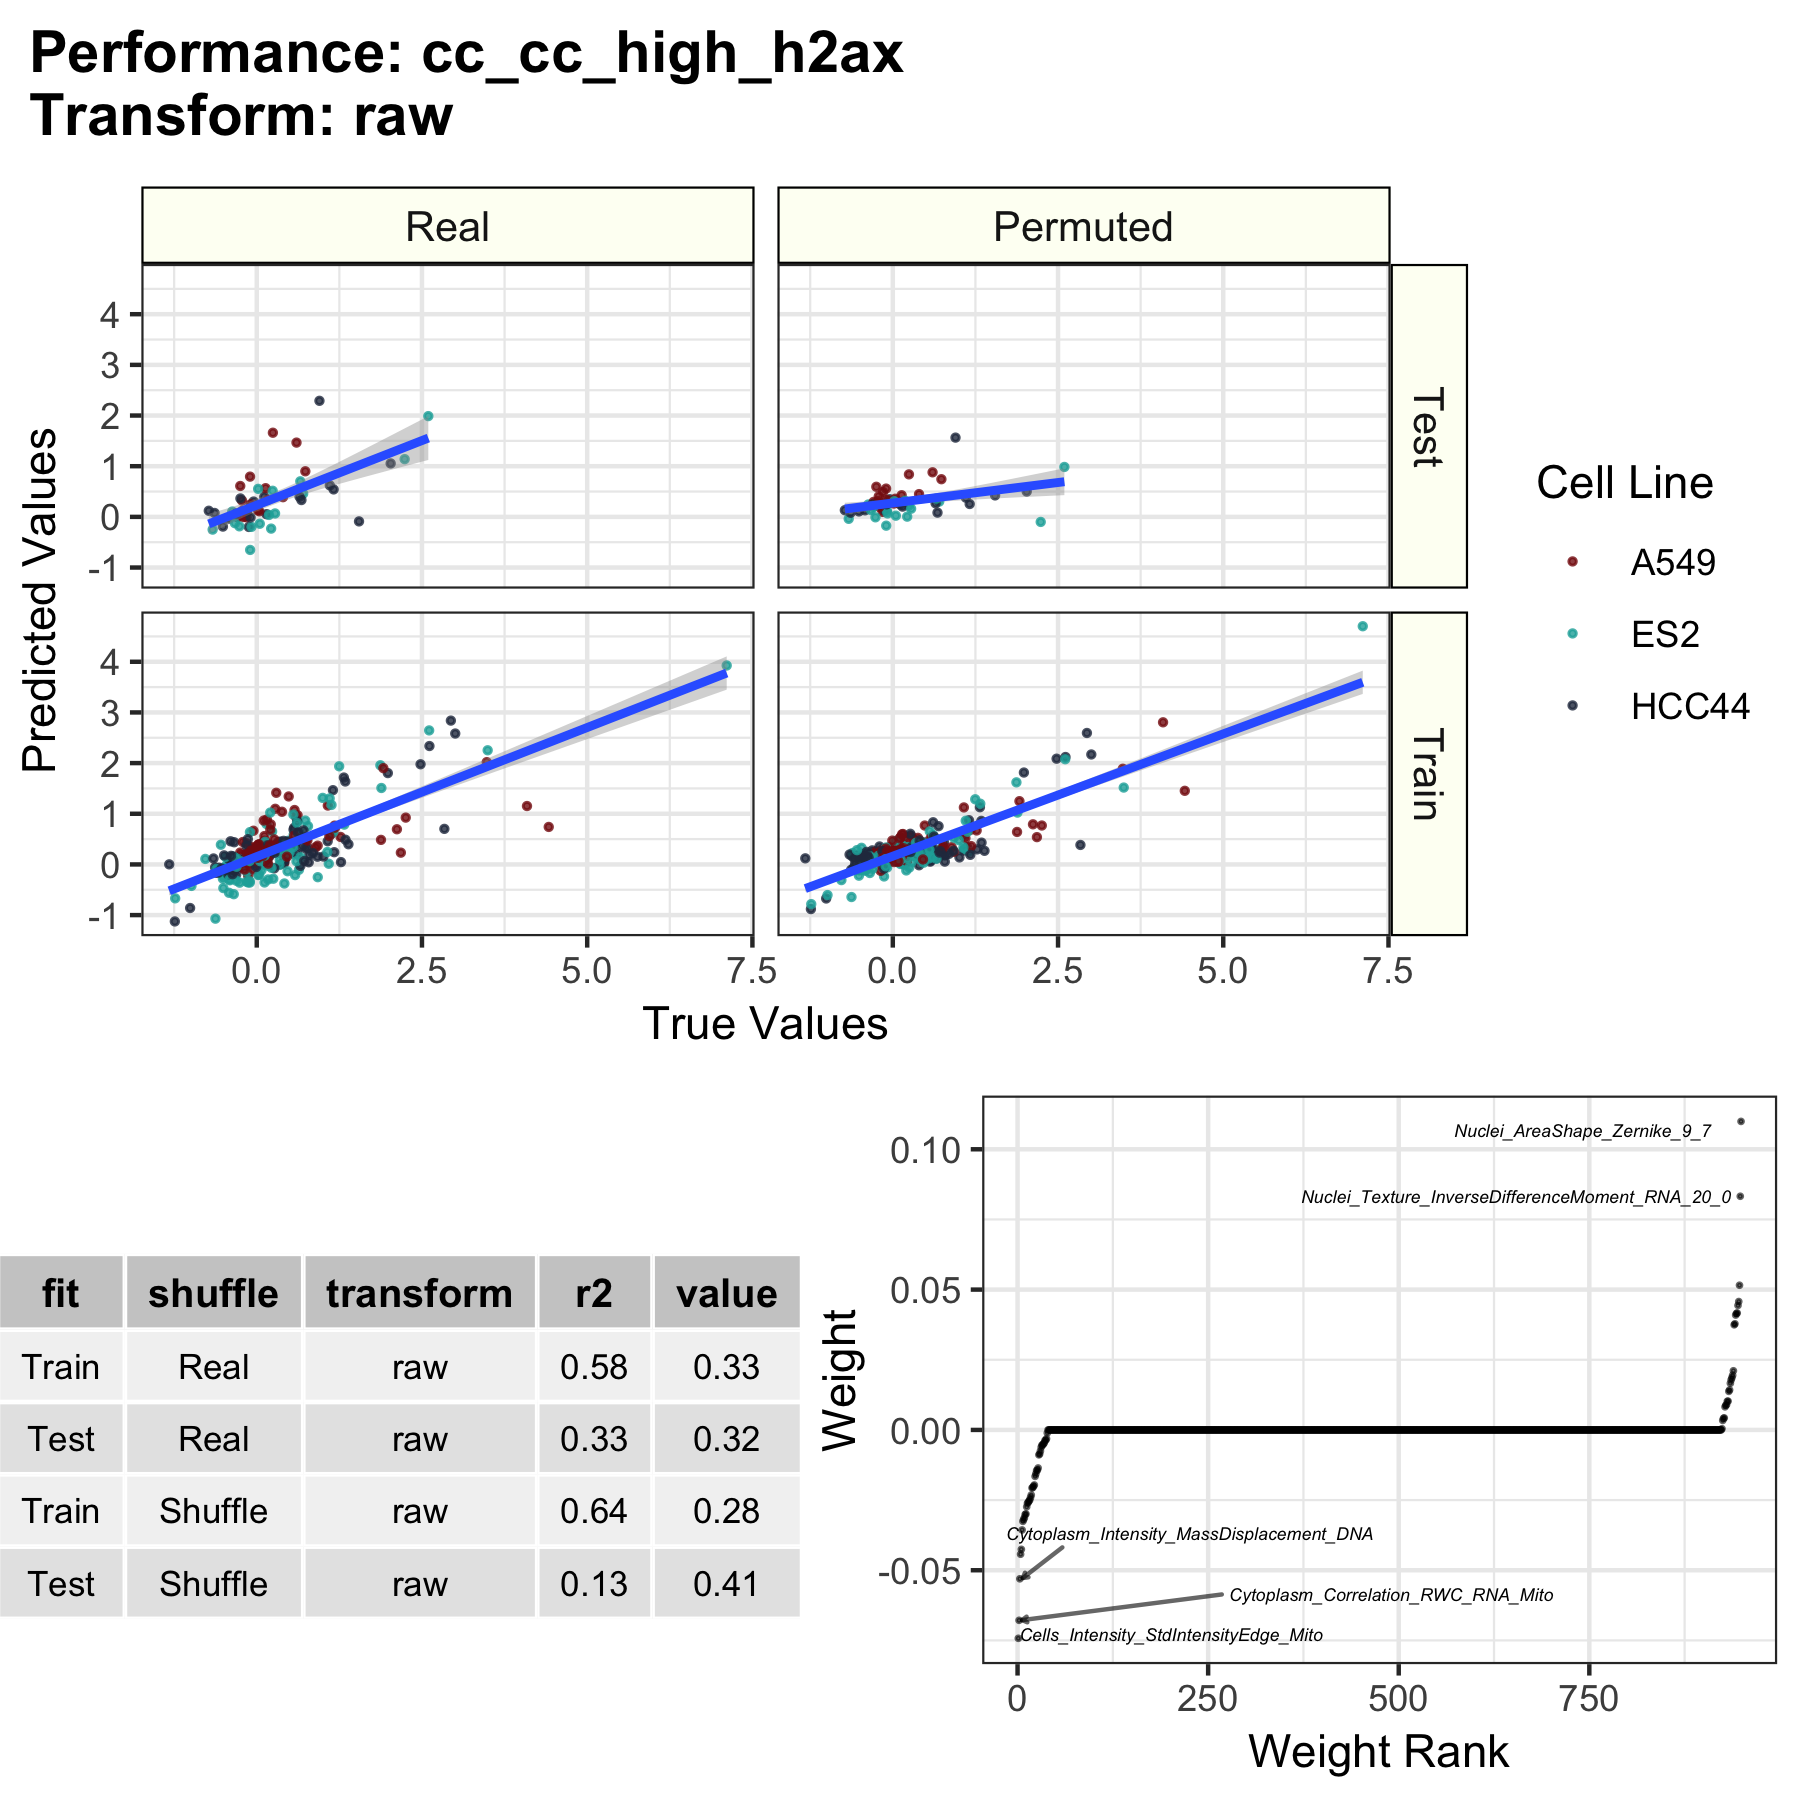 Performance: cc_cc_high_h2ax
Transform: raw
Real
Permuted
4
3
2
1
0
-1
Test
4
3
2
1
0
-1
Train
Predicted Values
0.0
2.5
5.0
7.5
0.0
2.5
5.0
7.5
True Values
Cell Line
A549
ES2
HCC44
fit shuffle transform r2 value
Train Real raw 0.58 0.33
Test Real raw 0.33 0.32
Train Shuffle raw 0.64 0.28
Test Shuffle raw 0.13 0.41
Weight
0.10
0.05
0.00
-0.05
Nuclei_AreaShape_Zernike_9_7
Nuclei_Texture_InverseDifferenceMoment_RNA_20_0
Cytoplasm_Intensity_MassDisplacement_DNA
Cytoplasm_Correlation_RWC_RNA_Mito
Cells_Intensity_StdIntensityEdge_Mito
0
250
500
750
Weight Rank